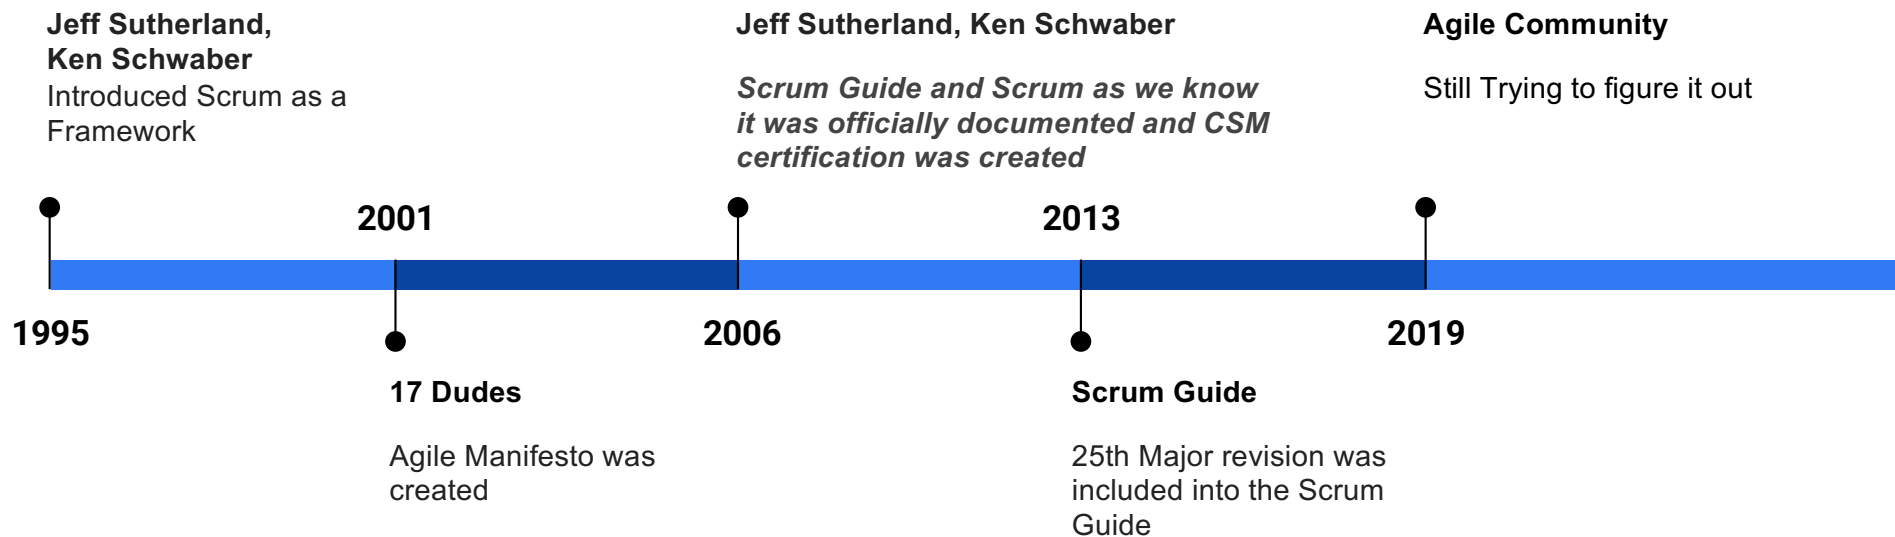 Jeff Sutherland,
Ken Schwaber
Introduced Scrum as a
Framework
1995
2001
17 Dudes
Agile Manifesto was
created
Jeff Sutherland, Ken Schwaber
Scrum Guide and Scrum as we know
it was officially documented and CSM
certification was created
2006
2013
Scrum Guide
25th Major revision was
included into the Scrum
Guide
Agile Community
Still Trying to figure it out
2019